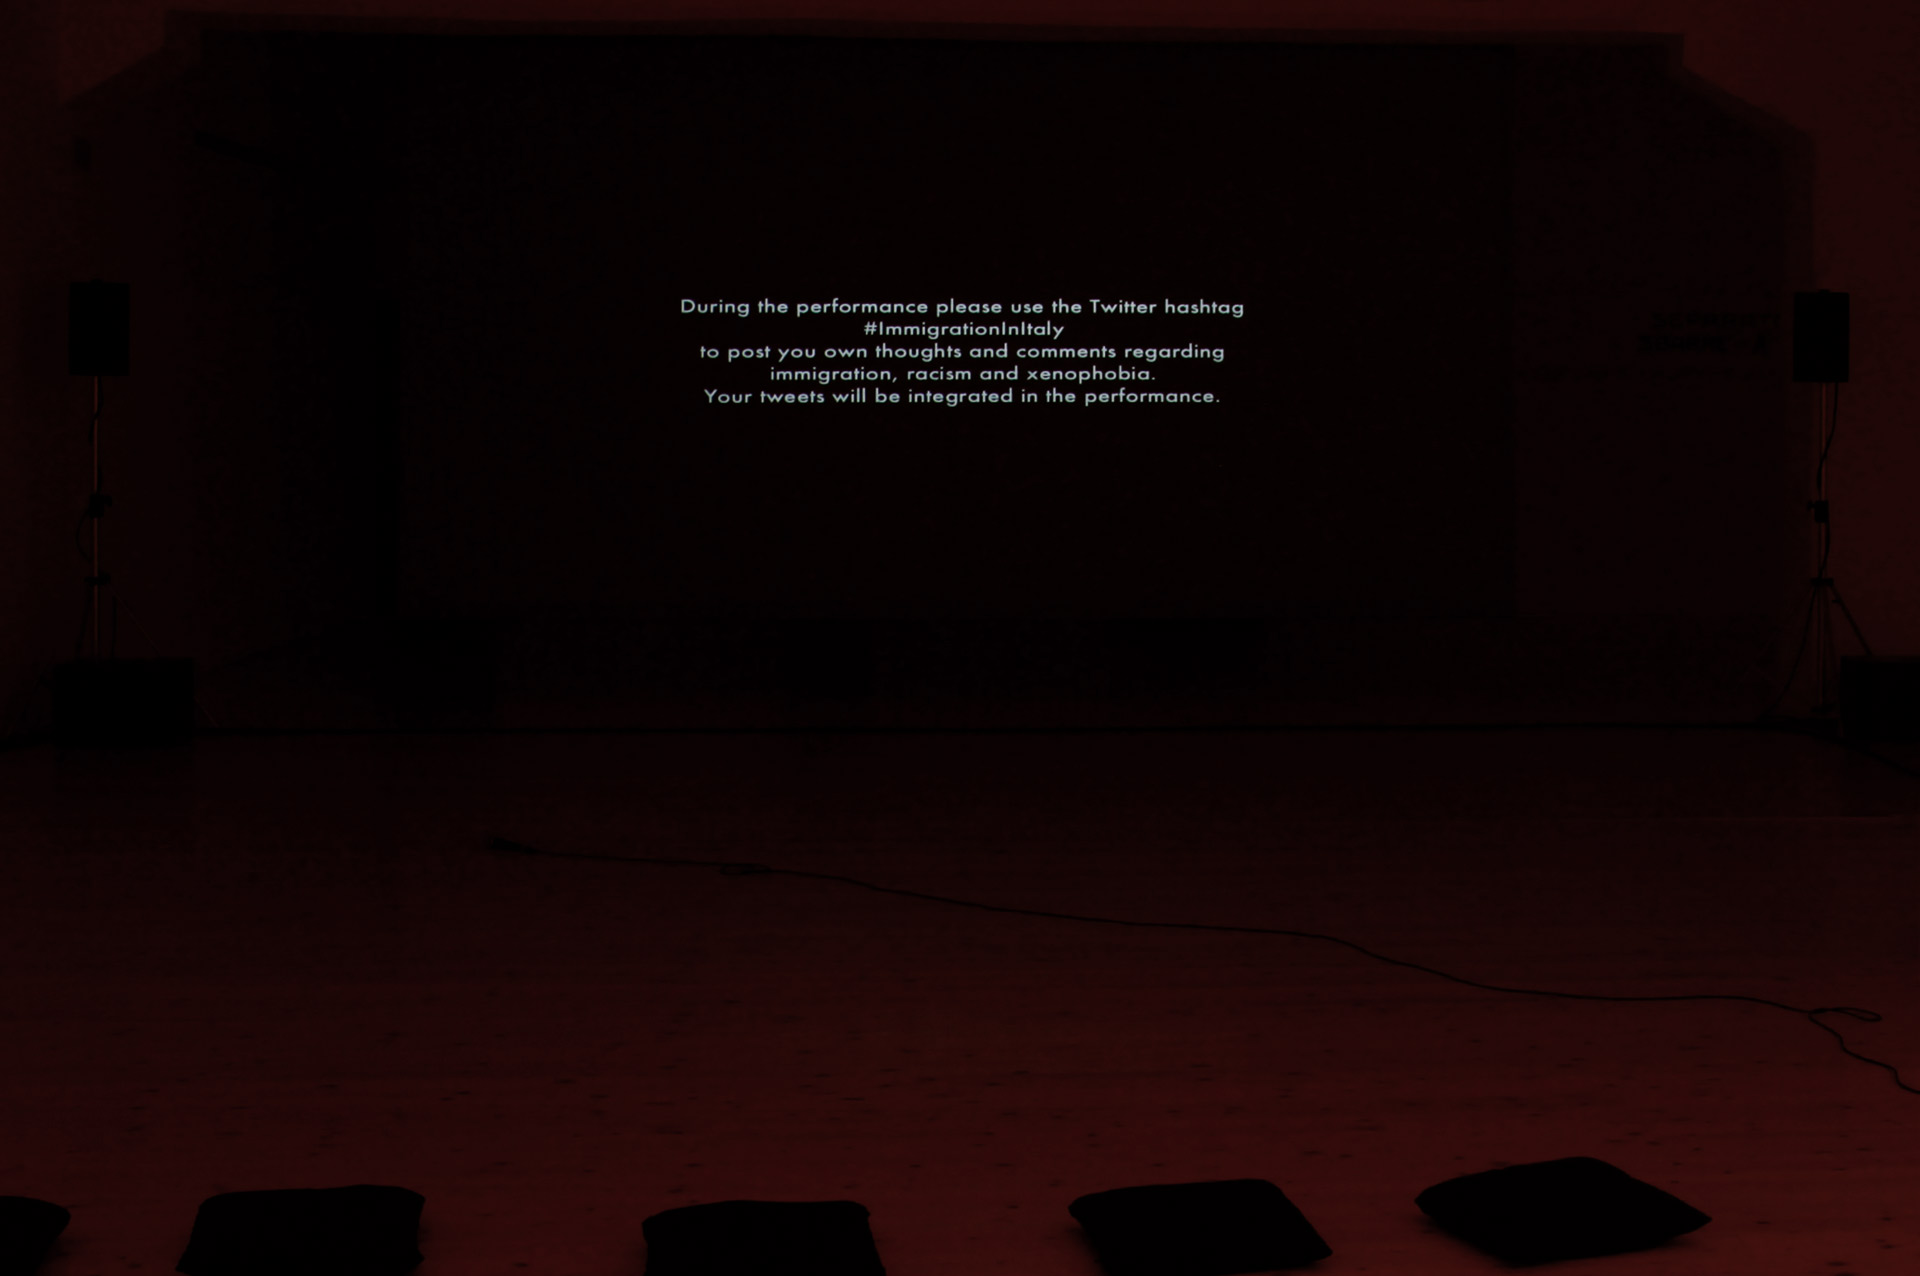 During the performance please use the Twitter hashtag
#ImmigrationInItaly
to post you own thoughts and comments regarding
immigration, racism and xenophobia.
Your tweets will be integrated in the performance.